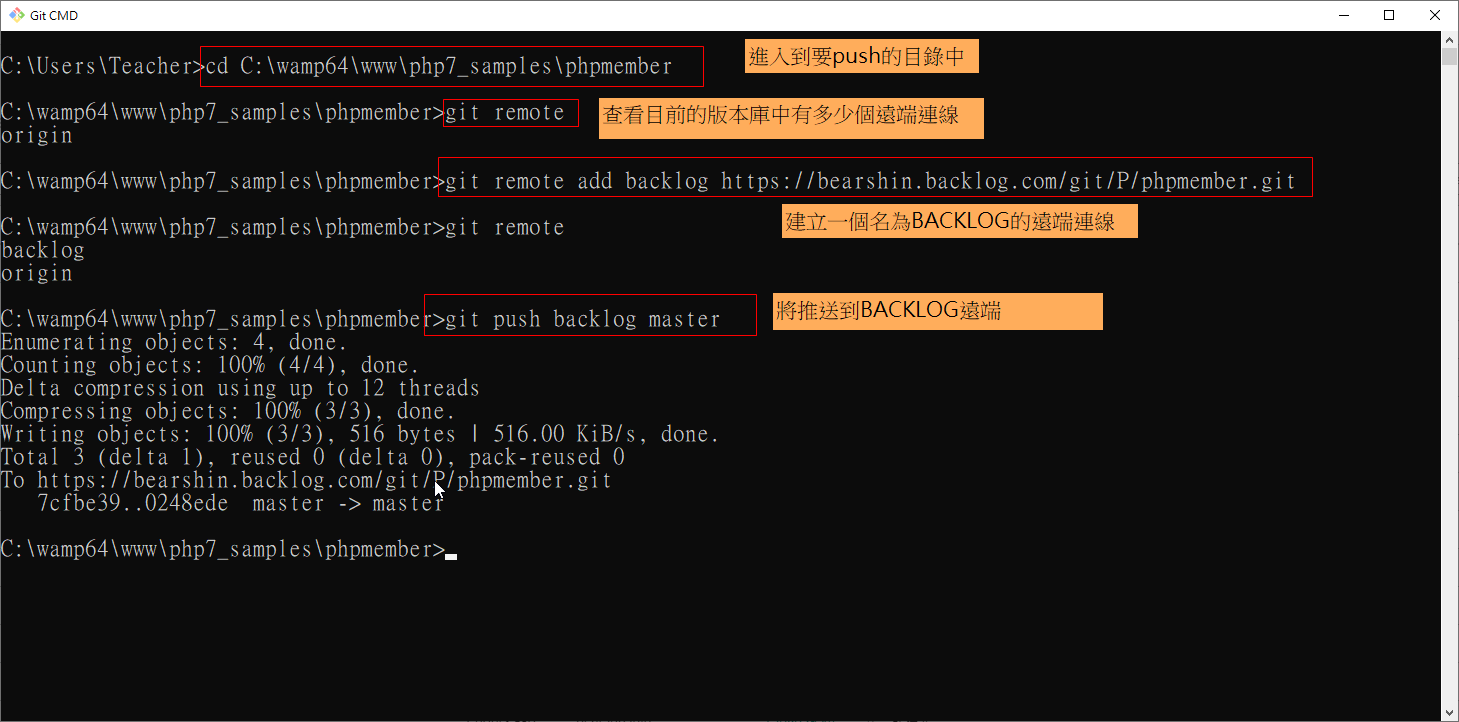 Git CMD
C:\Users\Teacher>cd C:\wamp64\www\php7_samples\phpmember
進入到要push的目錄中
C:\wamp64\www\php7_samples\phpmember>git remote
查看目前的版本庫中有多少個遠端連線
origin
C:\wamp64\www\php7_samples\phpmember>git remote add backlog https://bearshin.backlog.com/git/P/phpmember.git
建立一個名為BACKLOG的遠端連線
C:\wamp64\www\php7_samples\phpmember>git remote
backlog
origin
C:\wamp64\www\php7_samples\phpmember>git push backlog master
將推送到BACKLOG遠端
Enumerating objects: 4, done.
Counting objects: 100% (4/4), done.
Delta compression using up to 12 threads
Compressing objects: 100% (3/3), done.
Writing objects: 100% (3/3), 516 bytes | 516.00 KiB/s, done.
Total 3 (delta 1), reused 0 (delta 0), pack-reused 0
To https://bearshin.backlog.com/git/P/phpmember.git
7cfbe39..0248ede  master -> master
C:\wamp64\www\php7_samples\phpmember>